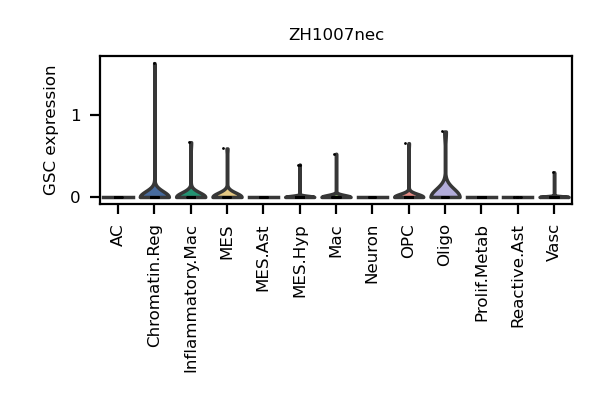 ZH1007nec
GSC expression
1
0
AC
Chromatin.Reg
Inflammatory.Mac
MES
MES.Ast
MES.Hyp
Mac
Neuron
OPC
Oligo
Prolif.Metab
Reactive.Ast
Vasc